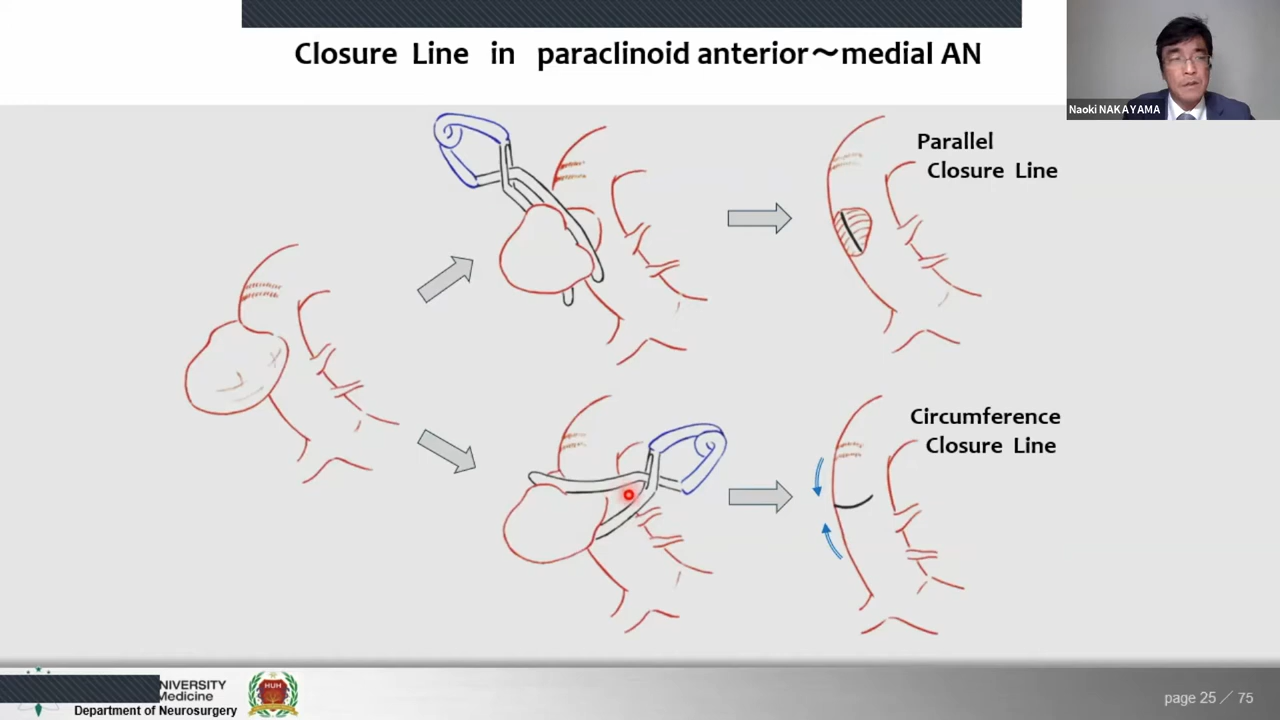 Closure Line in paraclinoid anterior～medial AN
Naoki NAKAYAMA
Parallel
Closure Line
Circumference
Closure Line
NIVERSITY
Medicine
Department of Neurosurgery
HUH
page 25 ／ 75